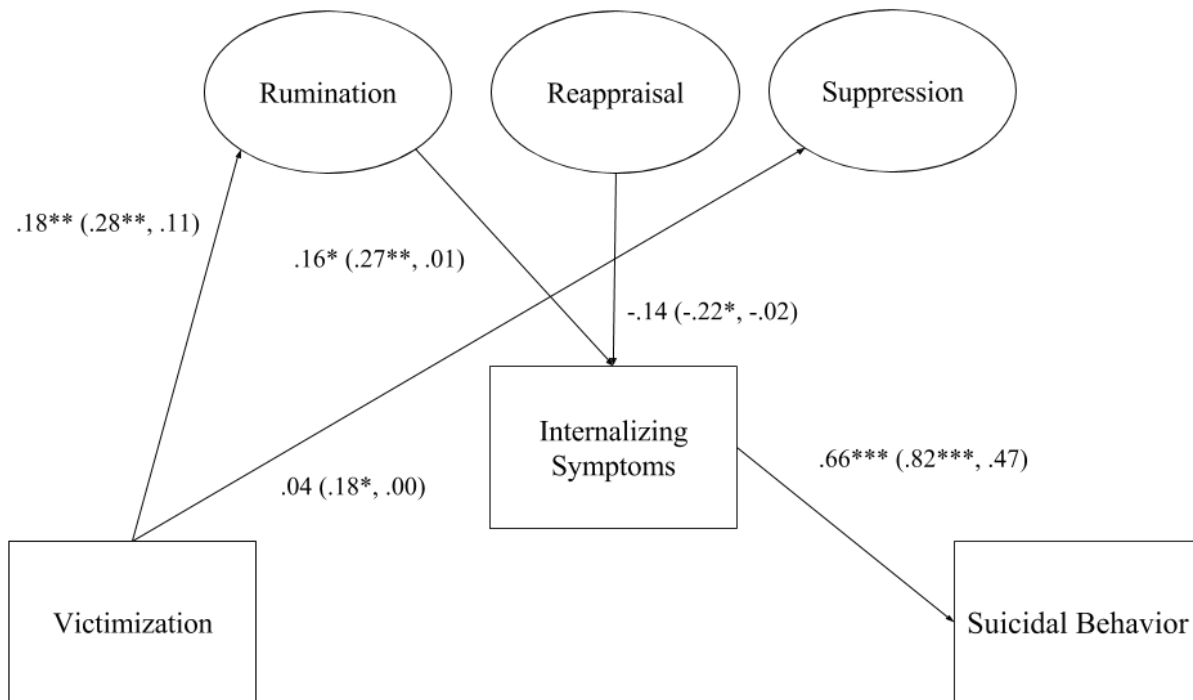 Rumination
Reappraisal
Suppression
.18** (.28**, .11)
.16* (.27**, .01)
-.14 (-.22*, -.02)
Internalizing
Symptoms
.66*** (.82***, .47)
.04 (.18*, .00)
Victimization
Suicidal Behavior